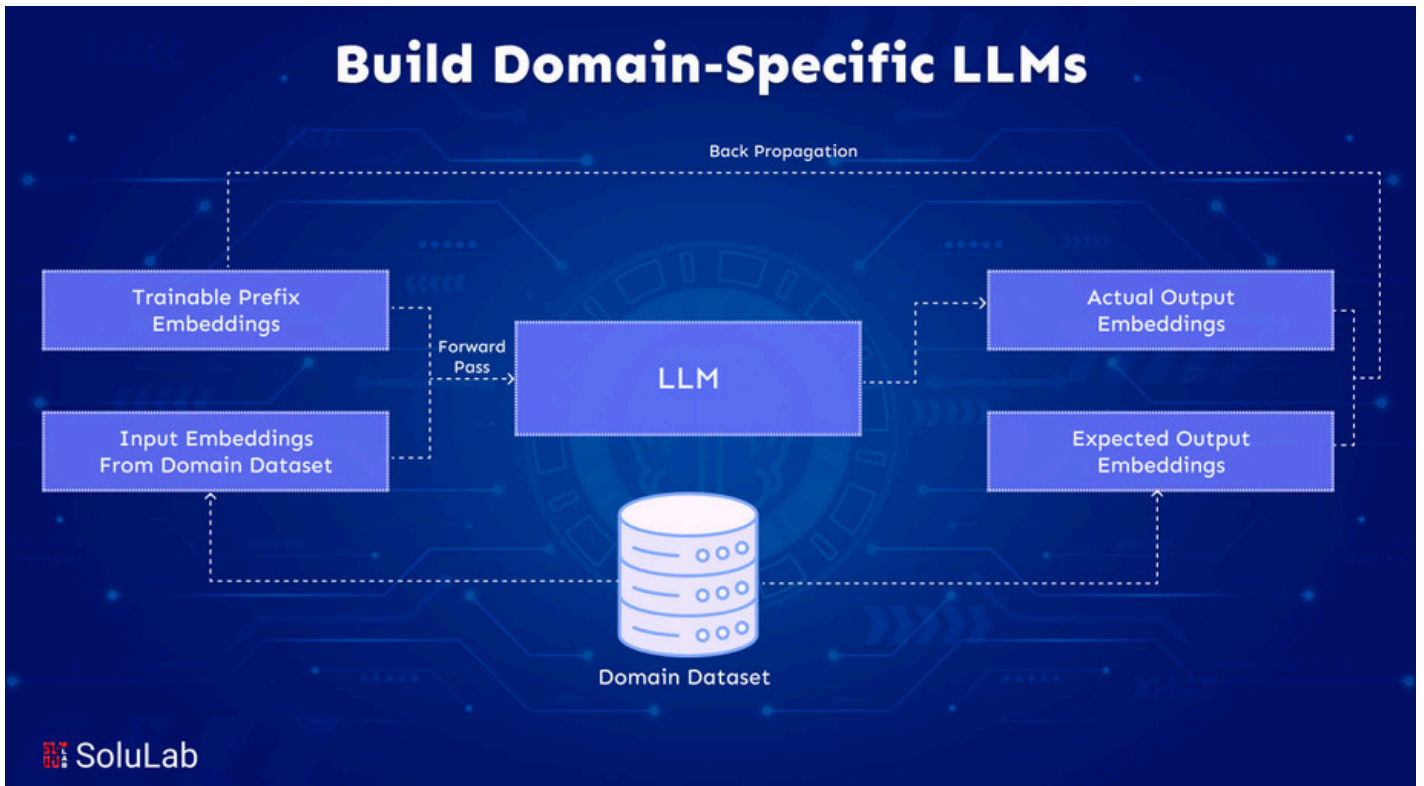 Build Domain-Specific LLMs
Back Propagation
Trainable Prefix
Embeddings
Input Embeddings
From Domain Dataset
Forward
Pass
LLM
Actual Output
Embeddings
Expected Output
Embeddings
Domain Dataset
SoluLab